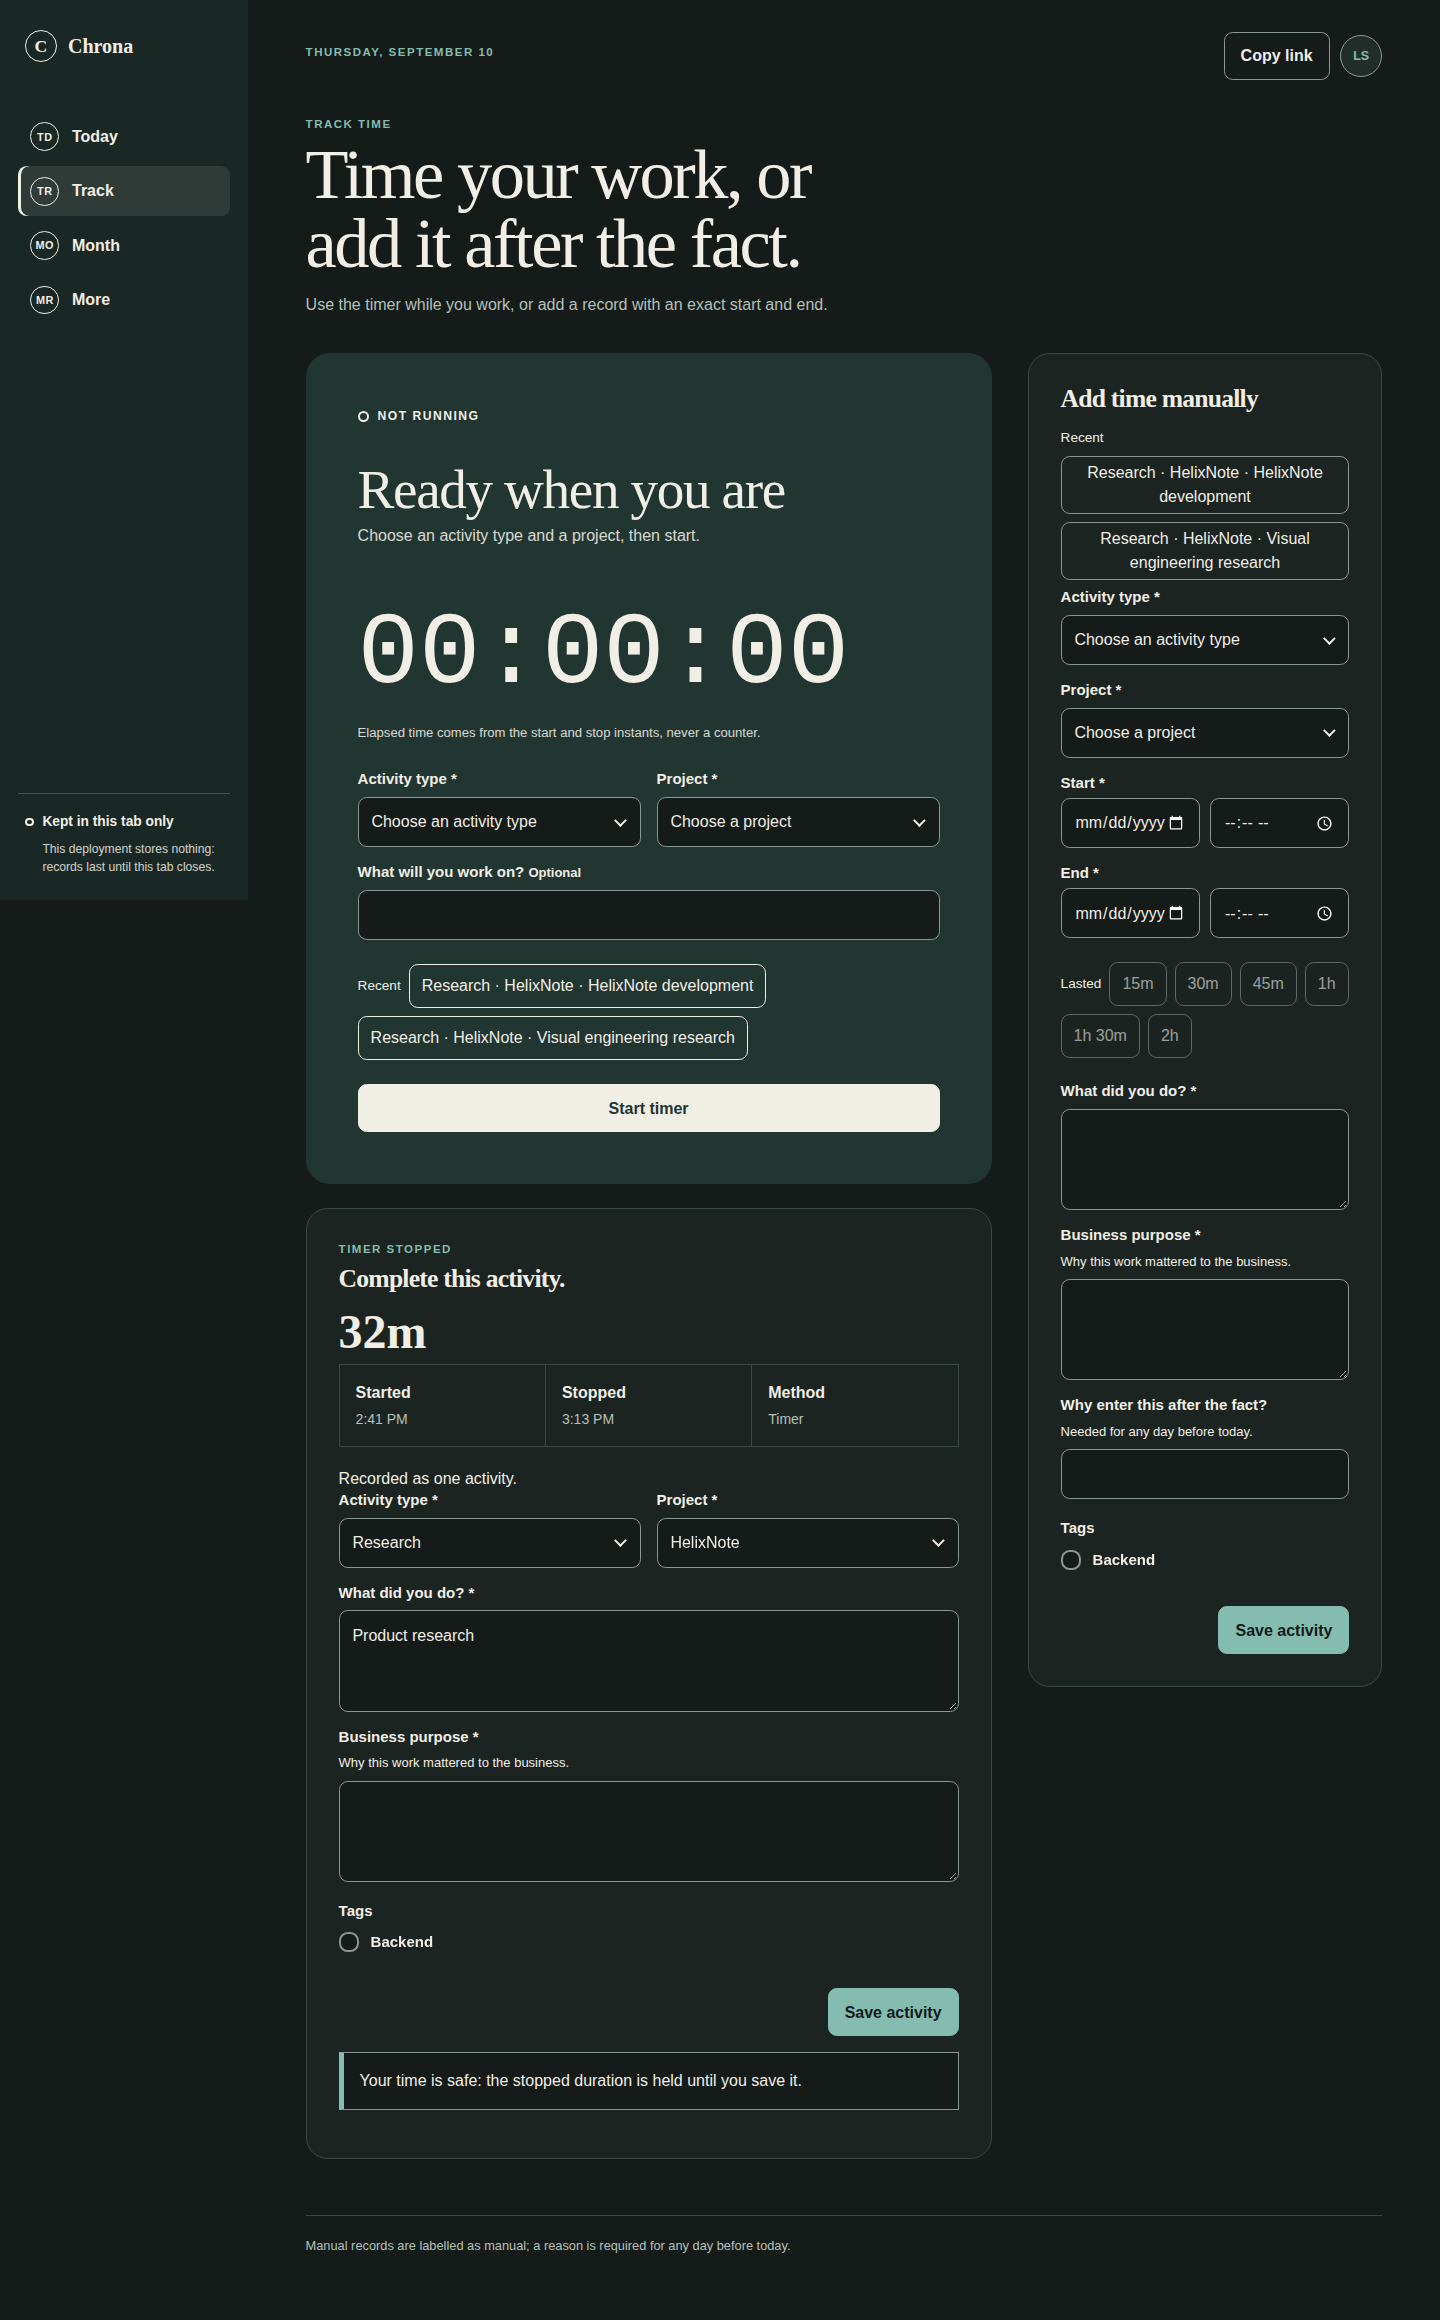 C Chrona
TD Today
TR Track
MO Month
MR More
Kept in this tab only
This deployment stores nothing:
records last until this tab closes.
THURSDAY, SEPTEMBER 10
Copy link
LS
TRACK TIME
Time your work, or
add it after the fact.
Use the timer while you work, or add a record with an exact start and end.
NOT RUNNING
Ready when you are
Choose an activity type and a project, then start.
00:00:00
Elapsed time comes from the start and stop instants, never a counter.
Activity type * Project *
Choose an activity type Choose a project
What will you work on? Optional
Recent Research · HelixNote · HelixNote development
Research · HelixNote · Visual engineering research
Start timer
TIMER STOPPED
Complete this activity.
32m
Started Stopped Method
2:41 PM 3:13 PM Timer
Recorded as one activity.
Activity type * Project *
Research HelixNote
What did you do? *
Product research
Business purpose *
Why this work mattered to the business.
Tags
Backend
Save activity
Your time is safe: the stopped duration is held until you save it.
Add time manually
Recent
Research · HelixNote · HelixNote
development
Research · HelixNote · Visual
engineering research
Activity type *
Choose an activity type
Project *
Choose a project
Start *
mm/dd/yyyy --:-- --
End *
mm/dd/yyyy --:-- --
Lasted 15m 30m 45m 1h
1h 30m 2h
What did you do? *
Business purpose *
Why this work mattered to the business.
Why enter this after the fact?
Needed for any day before today.
Tags
Backend
Save activity
Manual records are labelled as manual; a reason is required for any day before today.